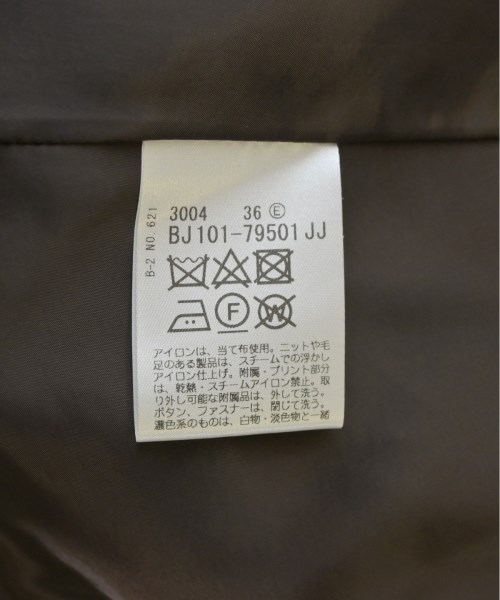 B-2 NO.621
3004 36 Ⓔ
BJ101-79501 JJ
F W
アイロンは、当て布使用。ニットや毛
足のある製品は、スチームでの浮かし
アイロン仕上げ。附属・プリント部分
は、乾熱・スチームアイロン禁止。取
り外し可能な附属品は、外して洗う。
ボタン、ファスナーは、閉じて洗う。
濃色系のものは、白物・淡色物と一緒